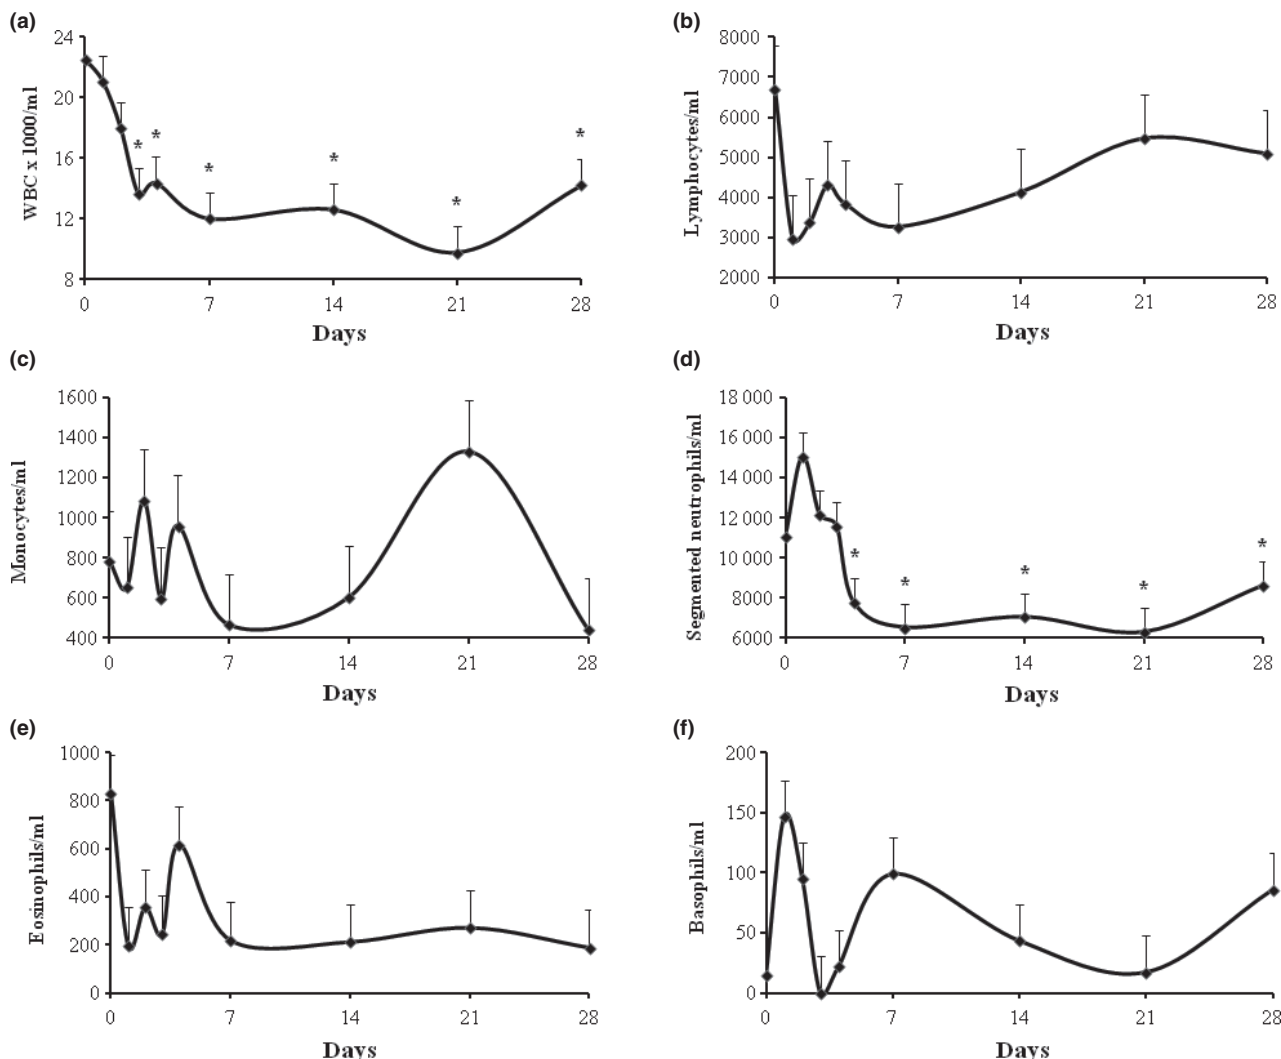 (a)
24
20
16
12
8
WBC x 1000/ml
* * * * * *
0 7 14 21 28
Days
(b)
8000
7000
6000
5000
4000
3000
2000
Lymphocytes/ml
0 7 14 21 28
Days
(c)
1600
1400
1200
1000
800
600
400
Monocytes/ml
0 7 14 21 28
Days
(d)
18 000
16 000
14 000
12 000
10 000
8000
6000
Segmented neutrophils/ml
* * * * *
0 7 14 21 28
Days
(e)
1000
800
600
400
200
0
Eosinophils/ml
0 7 14 21 28
Days
(f)
200
150
100
50
0
Basophils/ml
0 7 14 21 28
Days